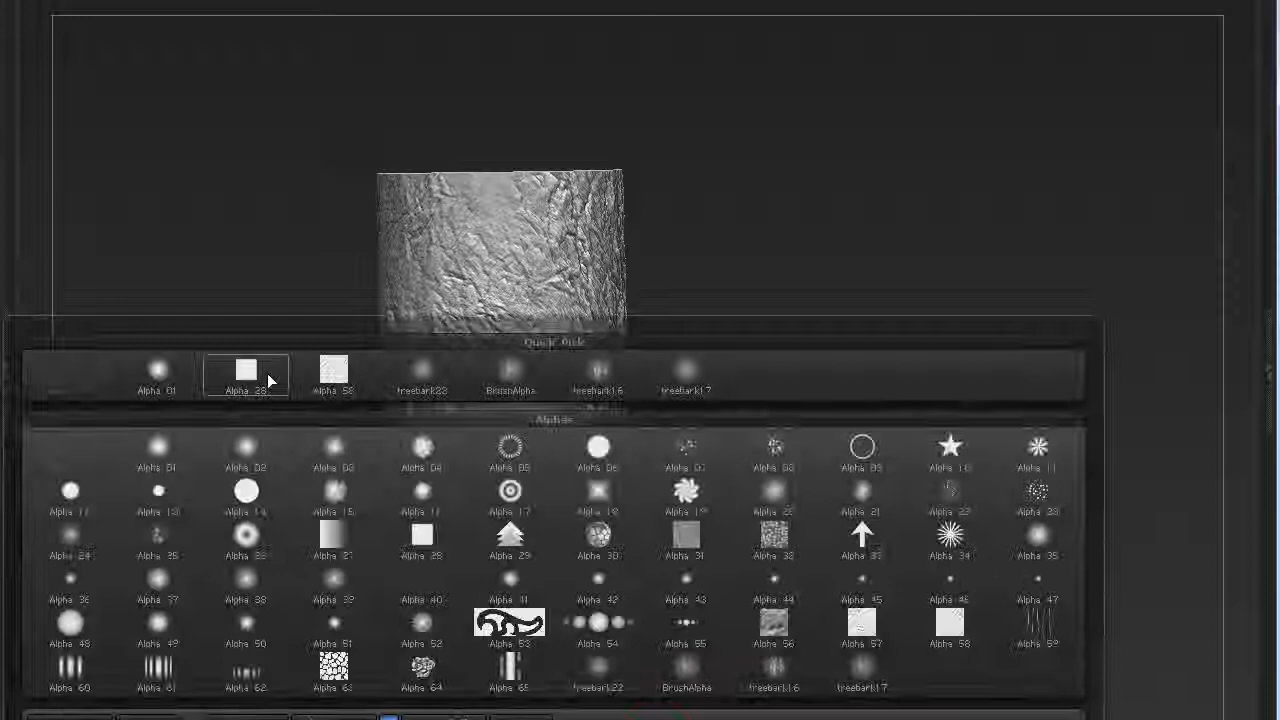 Quick Pick
Alpha 01 Alpha 28 Alpha 58 treebark22 BrushAlpha treebark16 treebark17
Alphas
Alpha 01 Alpha 02 Alpha 03 Alpha 04 Alpha 05 Alpha 06 Alpha 07 Alpha 08 Alpha 09 Alpha 10 Alpha 11
Alpha 12 Alpha 13 Alpha 14 Alpha 15 Alpha 16 Alpha 17 Alpha 18 Alpha 19 Alpha 20 Alpha 21 Alpha 22 Alpha 23
Alpha 24 Alpha 25 Alpha 26 Alpha 27 Alpha 28 Alpha 29 Alpha 30 Alpha 31 Alpha 32 Alpha 33 Alpha 34 Alpha 35
Alpha 36 Alpha 37 Alpha 38 Alpha 39 Alpha 40 Alpha 41 Alpha 42 Alpha 43 Alpha 44 Alpha 45 Alpha 46 Alpha 47
Alpha 48 Alpha 49 Alpha 50 Alpha 51 Alpha 52 Alpha 53 Alpha 54 Alpha 55 Alpha 56 Alpha 57 Alpha 58 Alpha 59
Alpha 60 Alpha 61 Alpha 62 Alpha 63 Alpha 64 Alpha 65 treebark22 BrushAlpha treebark16 treebark17